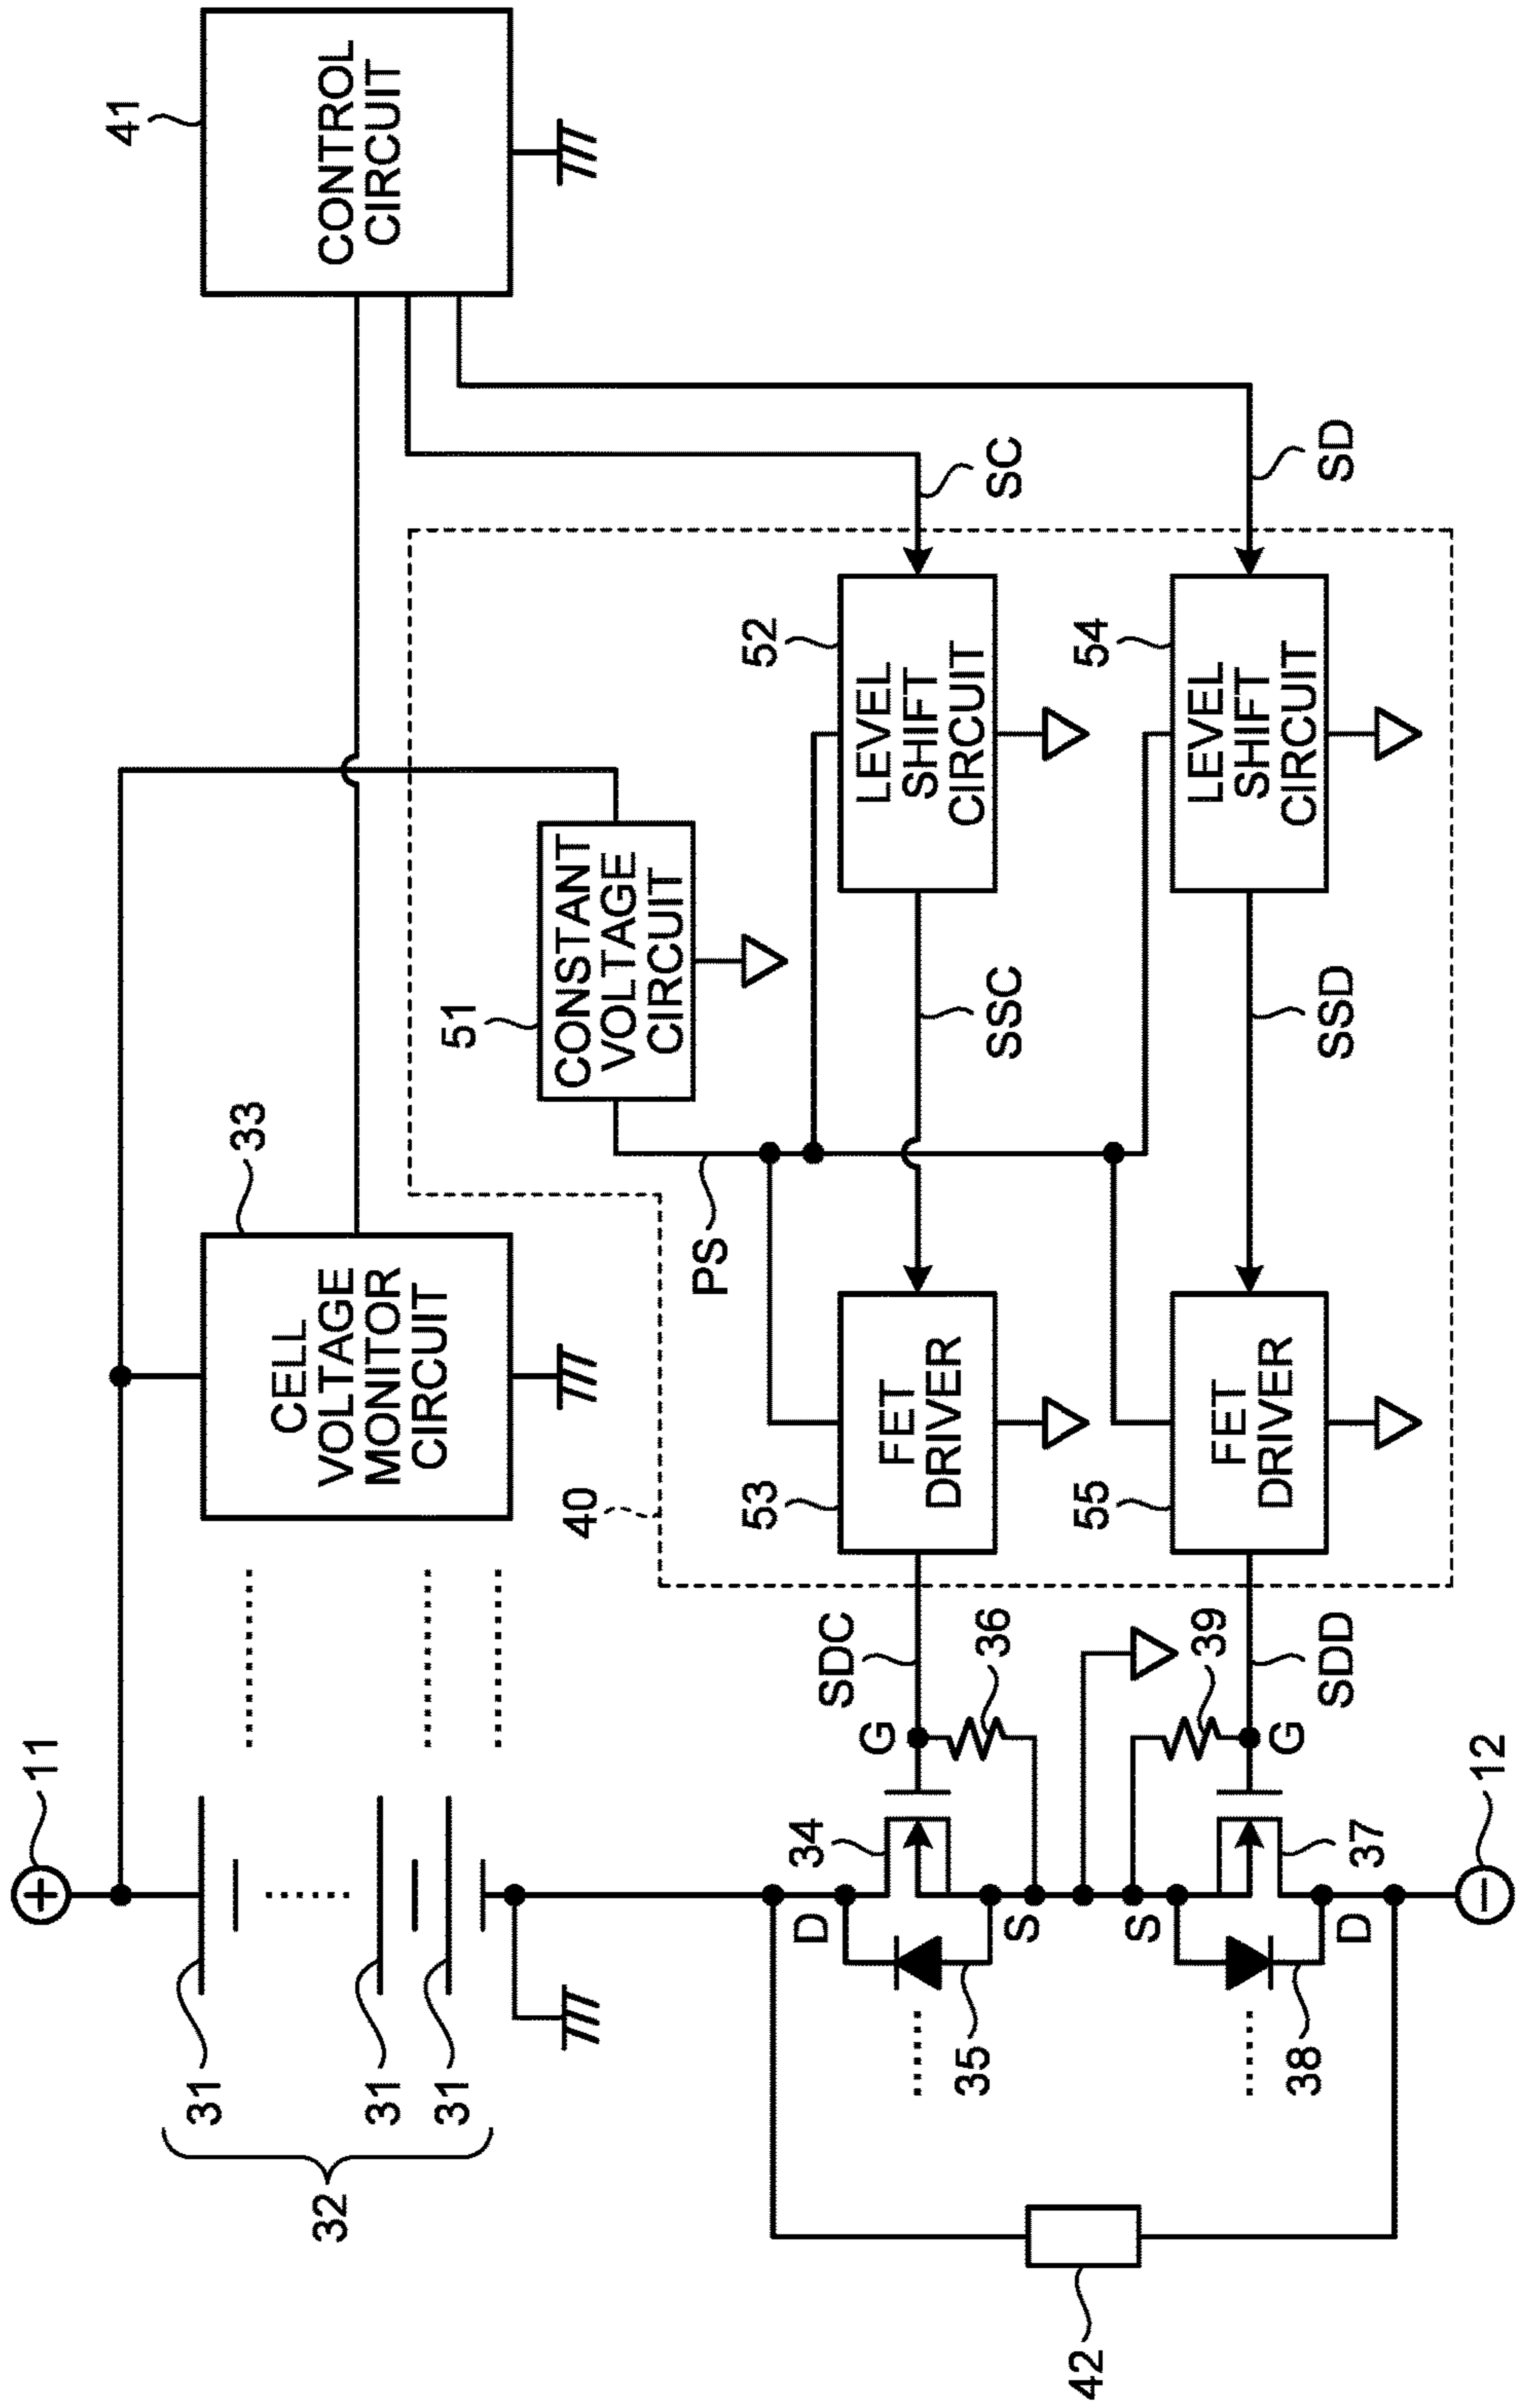 +
11
41
31
33
CELL
VOLTAGE
MONITOR
CIRCUIT
CONTROL
CIRCUIT
32
31
31
51
CONSTANT
VOLTAGE
CIRCUIT
40
PS
53
52
34
D
SDC
G
FET
DRIVER
LEVEL
SHIFT
CIRCUIT
35
36
SSC
SC
S
42
55
54
S
39
FET
DRIVER
LEVEL
SHIFT
CIRCUIT
G
38
SDD
SSD
SD
D
37
−
12